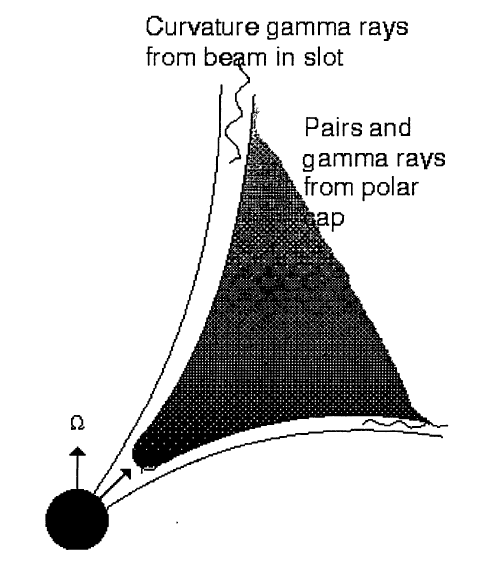 Curvature gamma rays
from beam in slot
Pairs and
gamma rays
from polar
cap
Ω